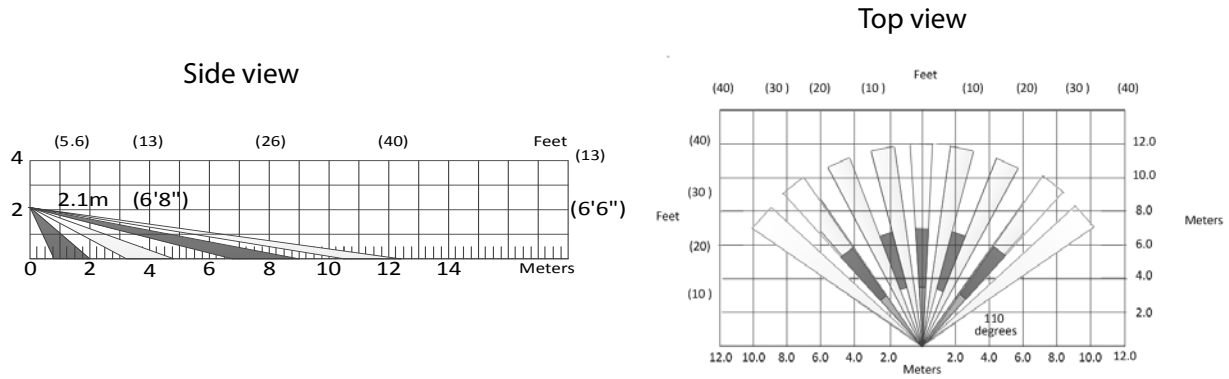 Side view
(5.6) (13) (26) (40) Feet (13)
4
2 2.1m (6'8") (6'6")
0 2 4 6 8 10 12 14 Meters
Top view
Feet
(40) (30 ) (20) (10 ) (10) (20) (30 ) (40)
(40) 12.0
10.0
(30 ) 8.0
Feet Meters
(20) 6.0
4.0
(10 )
110
degrees
2.0
12.0 10.0 8.0 6.0 4.0 2.0 2.0 4.0 6.0 8.0 10.0 12.0
Meters